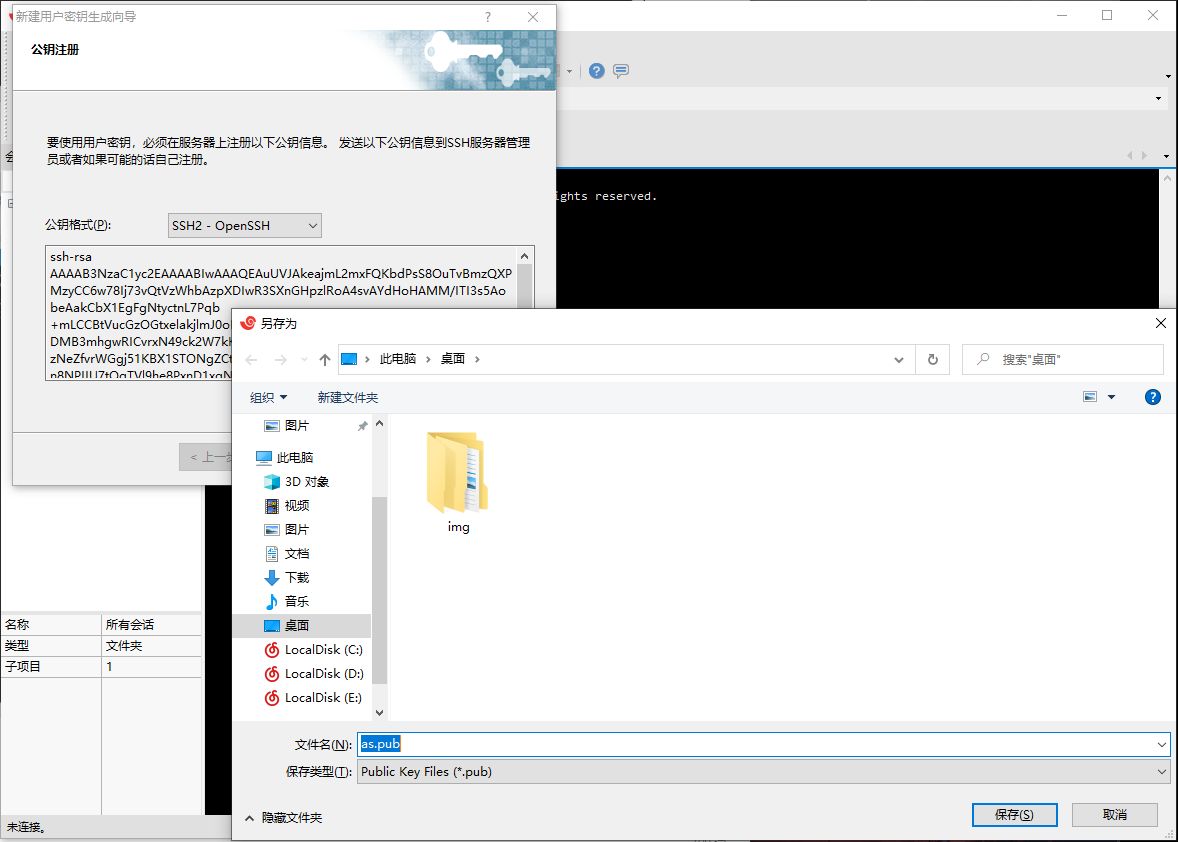 新建用户密钥生成向导
公钥注册
要使用用户密钥，必须在服务器上注册以下公钥信息。 发送以下公钥信息到SSH服务器管理
员或者如果可能的话自己注册。
公钥格式(P):
SSH2 - OpenSSH
ssh-rsa
AAAAB3NzaC1yc2EAAAABIwAAAQEAuUVJAkeajmL2mxFQKbdPsS8OuTvBmzQXP
MzyCC6w78Ij73vQtVzWhbAzpXDIwR3SXnGHpzlRoA4svAYdHoHAMM/ITI3s5Ao
beAakCbX1EgFgNtyctnL7Pqb
+mLCCBtVucGzOGtxelakjlmJ0o
DMB3mhgwRICvrxN49ck2W7k
zNeZfvrWGgj51KBX1STONgZC
< 上一步
ights reserved.
另存为
此电脑
桌面
搜索"桌面"
组织
新建文件夹
图片
此电脑
3D 对象
视频
图片
文档
下载
音乐
桌面
LocalDisk (C:)
LocalDisk (D:)
LocalDisk (E:)
img
文件名(N):
as.pub
保存类型(T):
Public Key Files (*.pub)
隐藏文件夹
保存(S)
取消
名称
所有会话
类型
文件夹
子项目
1
未连接。